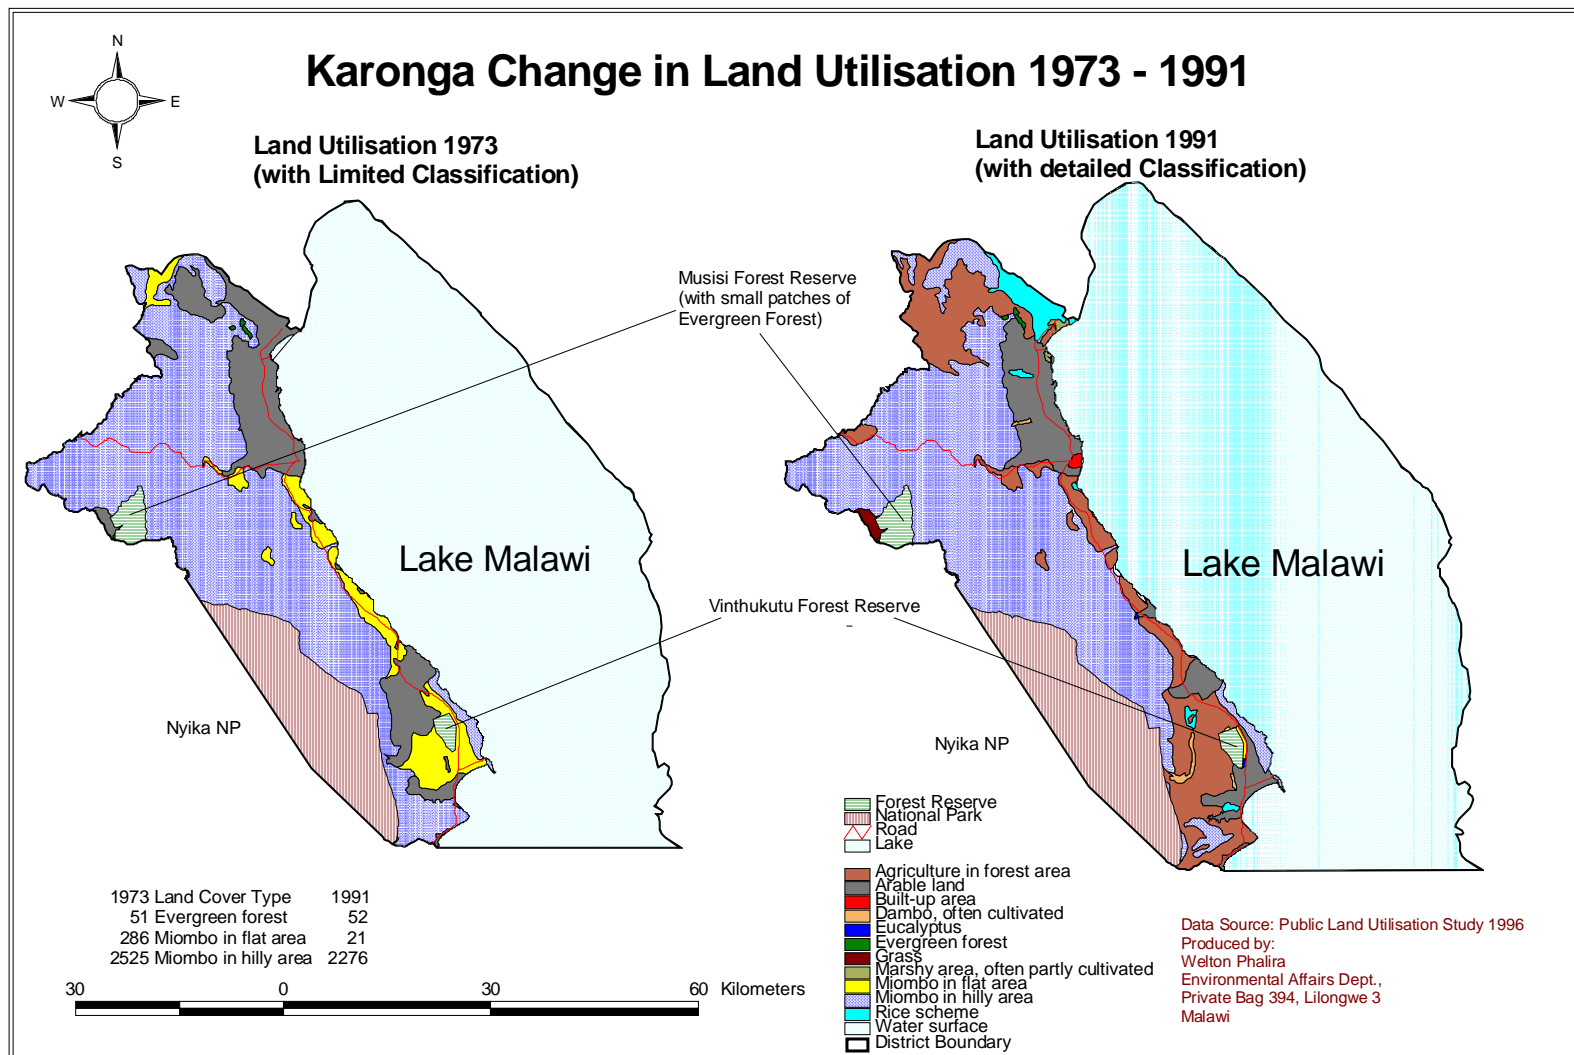 N
W E
S
Karonga Change in Land Utilisation 1973 - 1991
Land Utilisation 1973
(with Limited Classification)
Land Utilisation 1991
(with detailed Classification)
Musisi Forest Reserve
(with small patches of
Evergreen Forest)
Lake Malawi
Lake Malawi
Vinthukutu Forest Reserve
Nyika NP
Nyika NP
Forest Reserve
National Park
Road
Lake
Agriculture in forest area
Arable land
Built-up area
Dambo, often cultivated
Eucalyptus
Evergreen forest
Grass
Marshy area, often partly cultivated
Miombo in flat area
Miombo in hilly area
Rice scheme
Water surface
District Boundary
1973 Land Cover Type 1991
51 Evergreen forest 52
286 Miombo in flat area 21
2525 Miombo in hilly area 2276
30 0 30 60 Kilometers
Data Source: Public Land Utilisation Study 1996
Produced by:
Welton Phalira
Environmental Affairs Dept.,
Private Bag 394, Lilongwe 3
Malawi